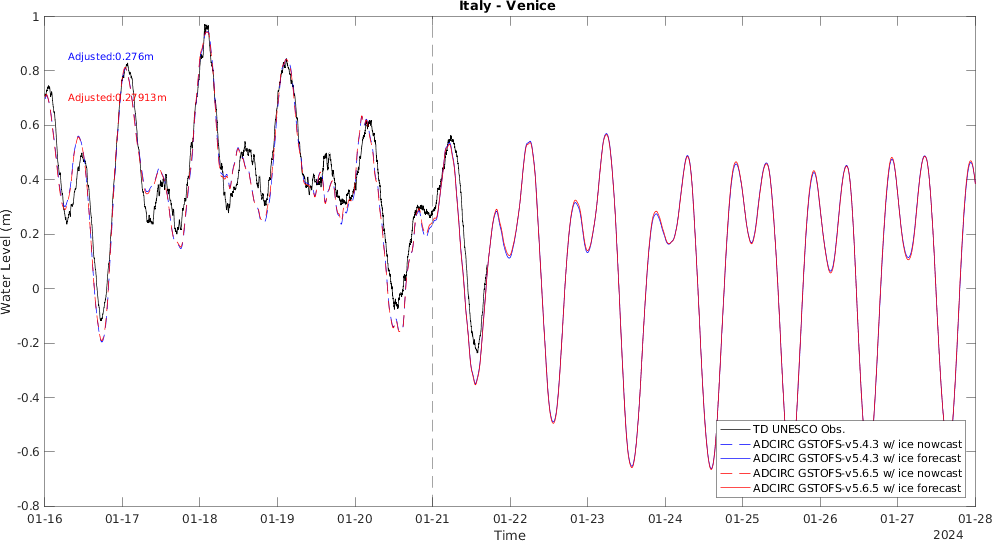 Italy - Venice
Adjusted:0.276m
Adjusted:0.27913m
Water Level (m)
1
0.8
0.6
0.4
0.2
0
-0.2
-0.4
-0.6
-0.8
TD UNESCO Obs.
ADCIRC GSTOFS-v5.4.3 w/ ice nowcast
ADCIRC GSTOFS-v5.4.3 w/ ice forecast
ADCIRC GSTOFS-v5.6.5 w/ ice nowcast
ADCIRC GSTOFS-v5.6.5 w/ ice forecast
01-16 01-17 01-18 01-19 01-20 01-21 01-22 01-23 01-24 01-25 01-26 01-27 01-28
Time
2024